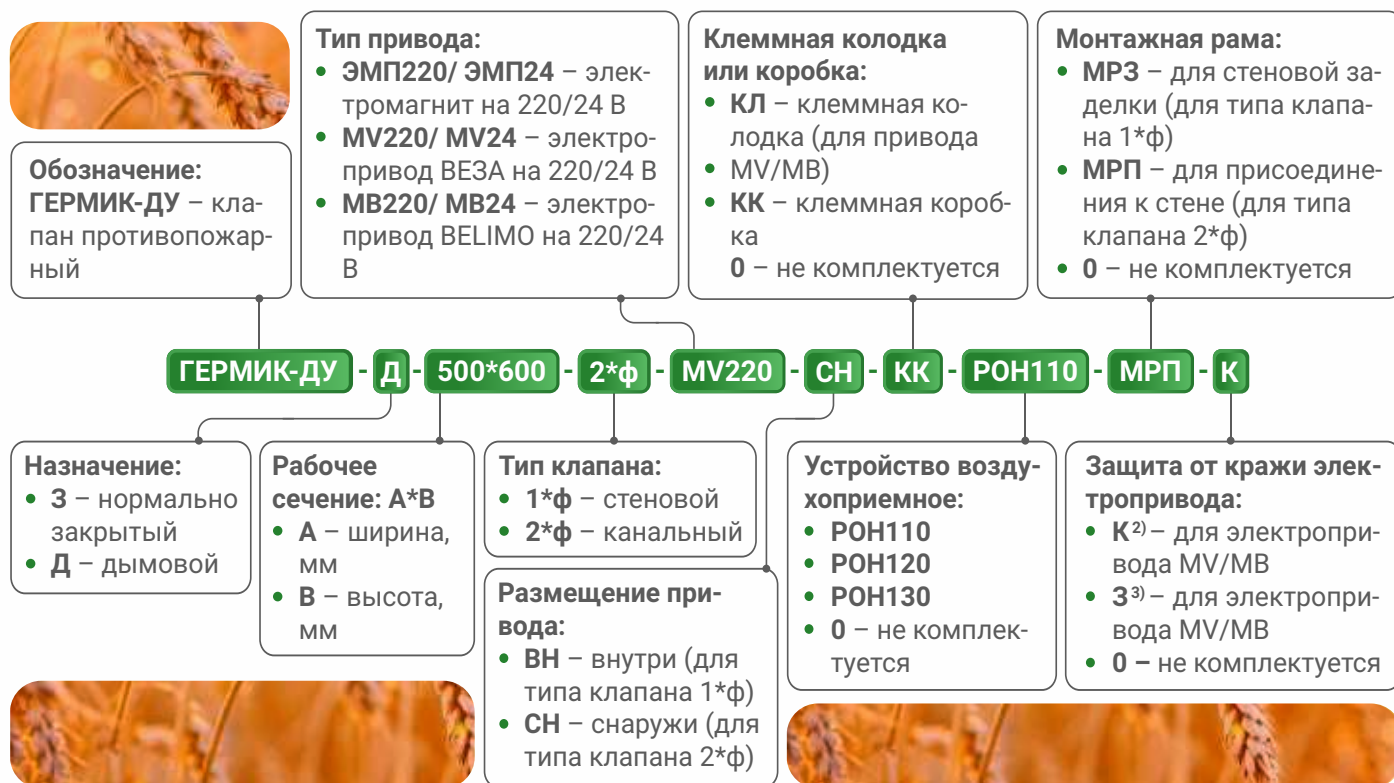 Обозначение:
ГЕРМИК-ДУ – кла-
пан противопожар-
ный
Тип привода:
• ЭМП220/ ЭМП24 – элек-
тромагнит на 220/24 В
• MV220/ MV24 – электро-
привод ВЕЗА на 220/24 В
• MB220/ MB24 – электро-
привод BELIMO на 220/24
В
Клеммная колодка
или коробка:
• КЛ – клеммная ко-
лодка (для привода
• MV/MB)
• КК – клеммная короб-
ка
0 – не комплектуется
Монтажная рама:
• МРЗ – для стеновой за-
делки (для типа клапа-
на 1*ф)
• МРП – для присоедине-
ния к стене (для типа
клапана 2*ф)
• 0 – не комплектуется
ГЕРМИК-ДУ - Д - 500*600 - 2*ф - MV220 - СН - КК - РОН110 - МРП - К
Назначение:
• З – нормально
закрытый
• Д – дымовой
Рабочее
сечение: А*В
• А – ширина,
мм
• В – высота,
мм
Тип клапана:
• 1*ф – стеновой
• 2*ф – канальный
Размещение при-
вода:
• ВН – внутри (для
типа клапана 1*ф)
• СН – снаружи (для
типа клапана 2*ф)
Устройство возду-
хоприемное:
• РОН110
• РОН120
• РОН130
• 0 – не комплек-
туется
Защита от кражи элек-
тропривода:
• К²⁾ – для электропри-
вода MV/MB
• З³⁾ – для электропри-
вода MV/MB
• 0 – не комплектуется